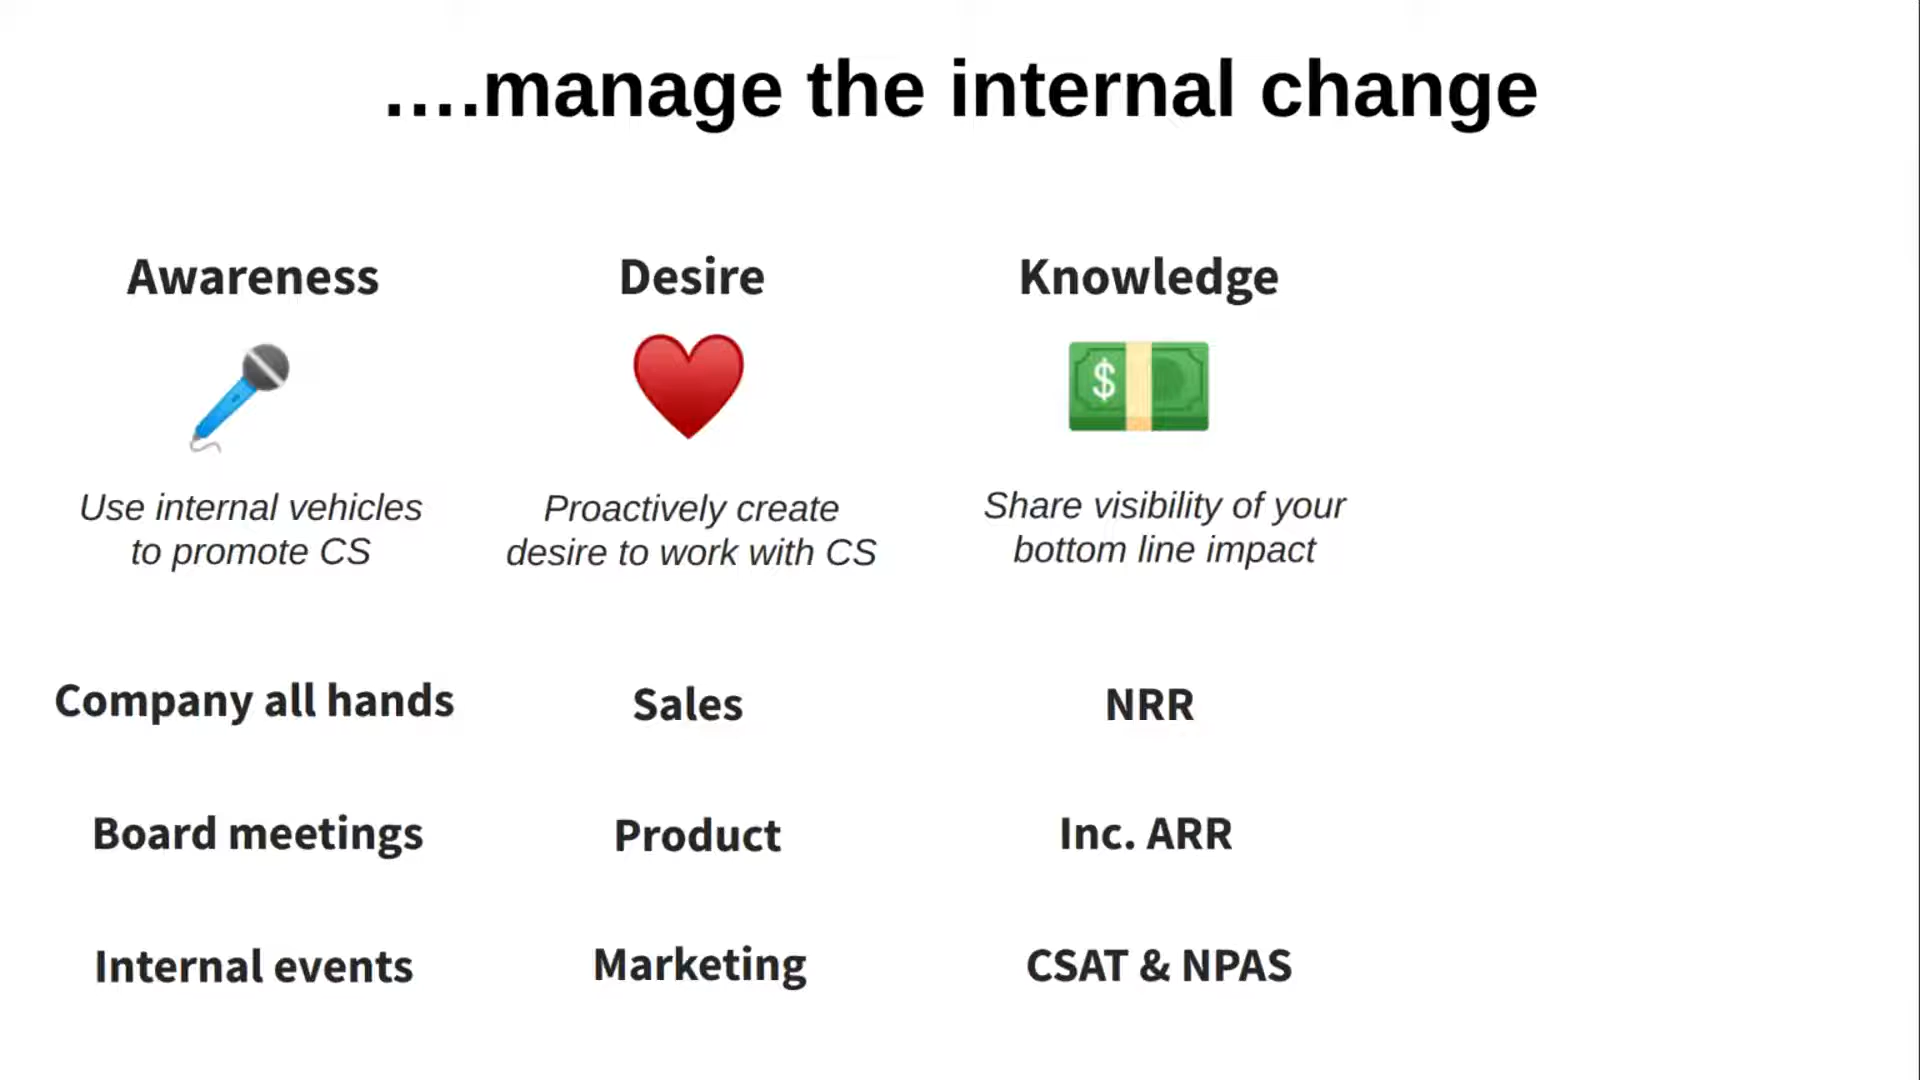 ....manage the internal change
Awareness
Desire
Knowledge
$
Use internal vehicles
to promote CS
Proactively create
desire to work with CS
Share visibility of your
bottom line impact
Company all hands
Sales
NRR
Board meetings
Product
Inc. ARR
Internal events
Marketing
CSAT & NPAS